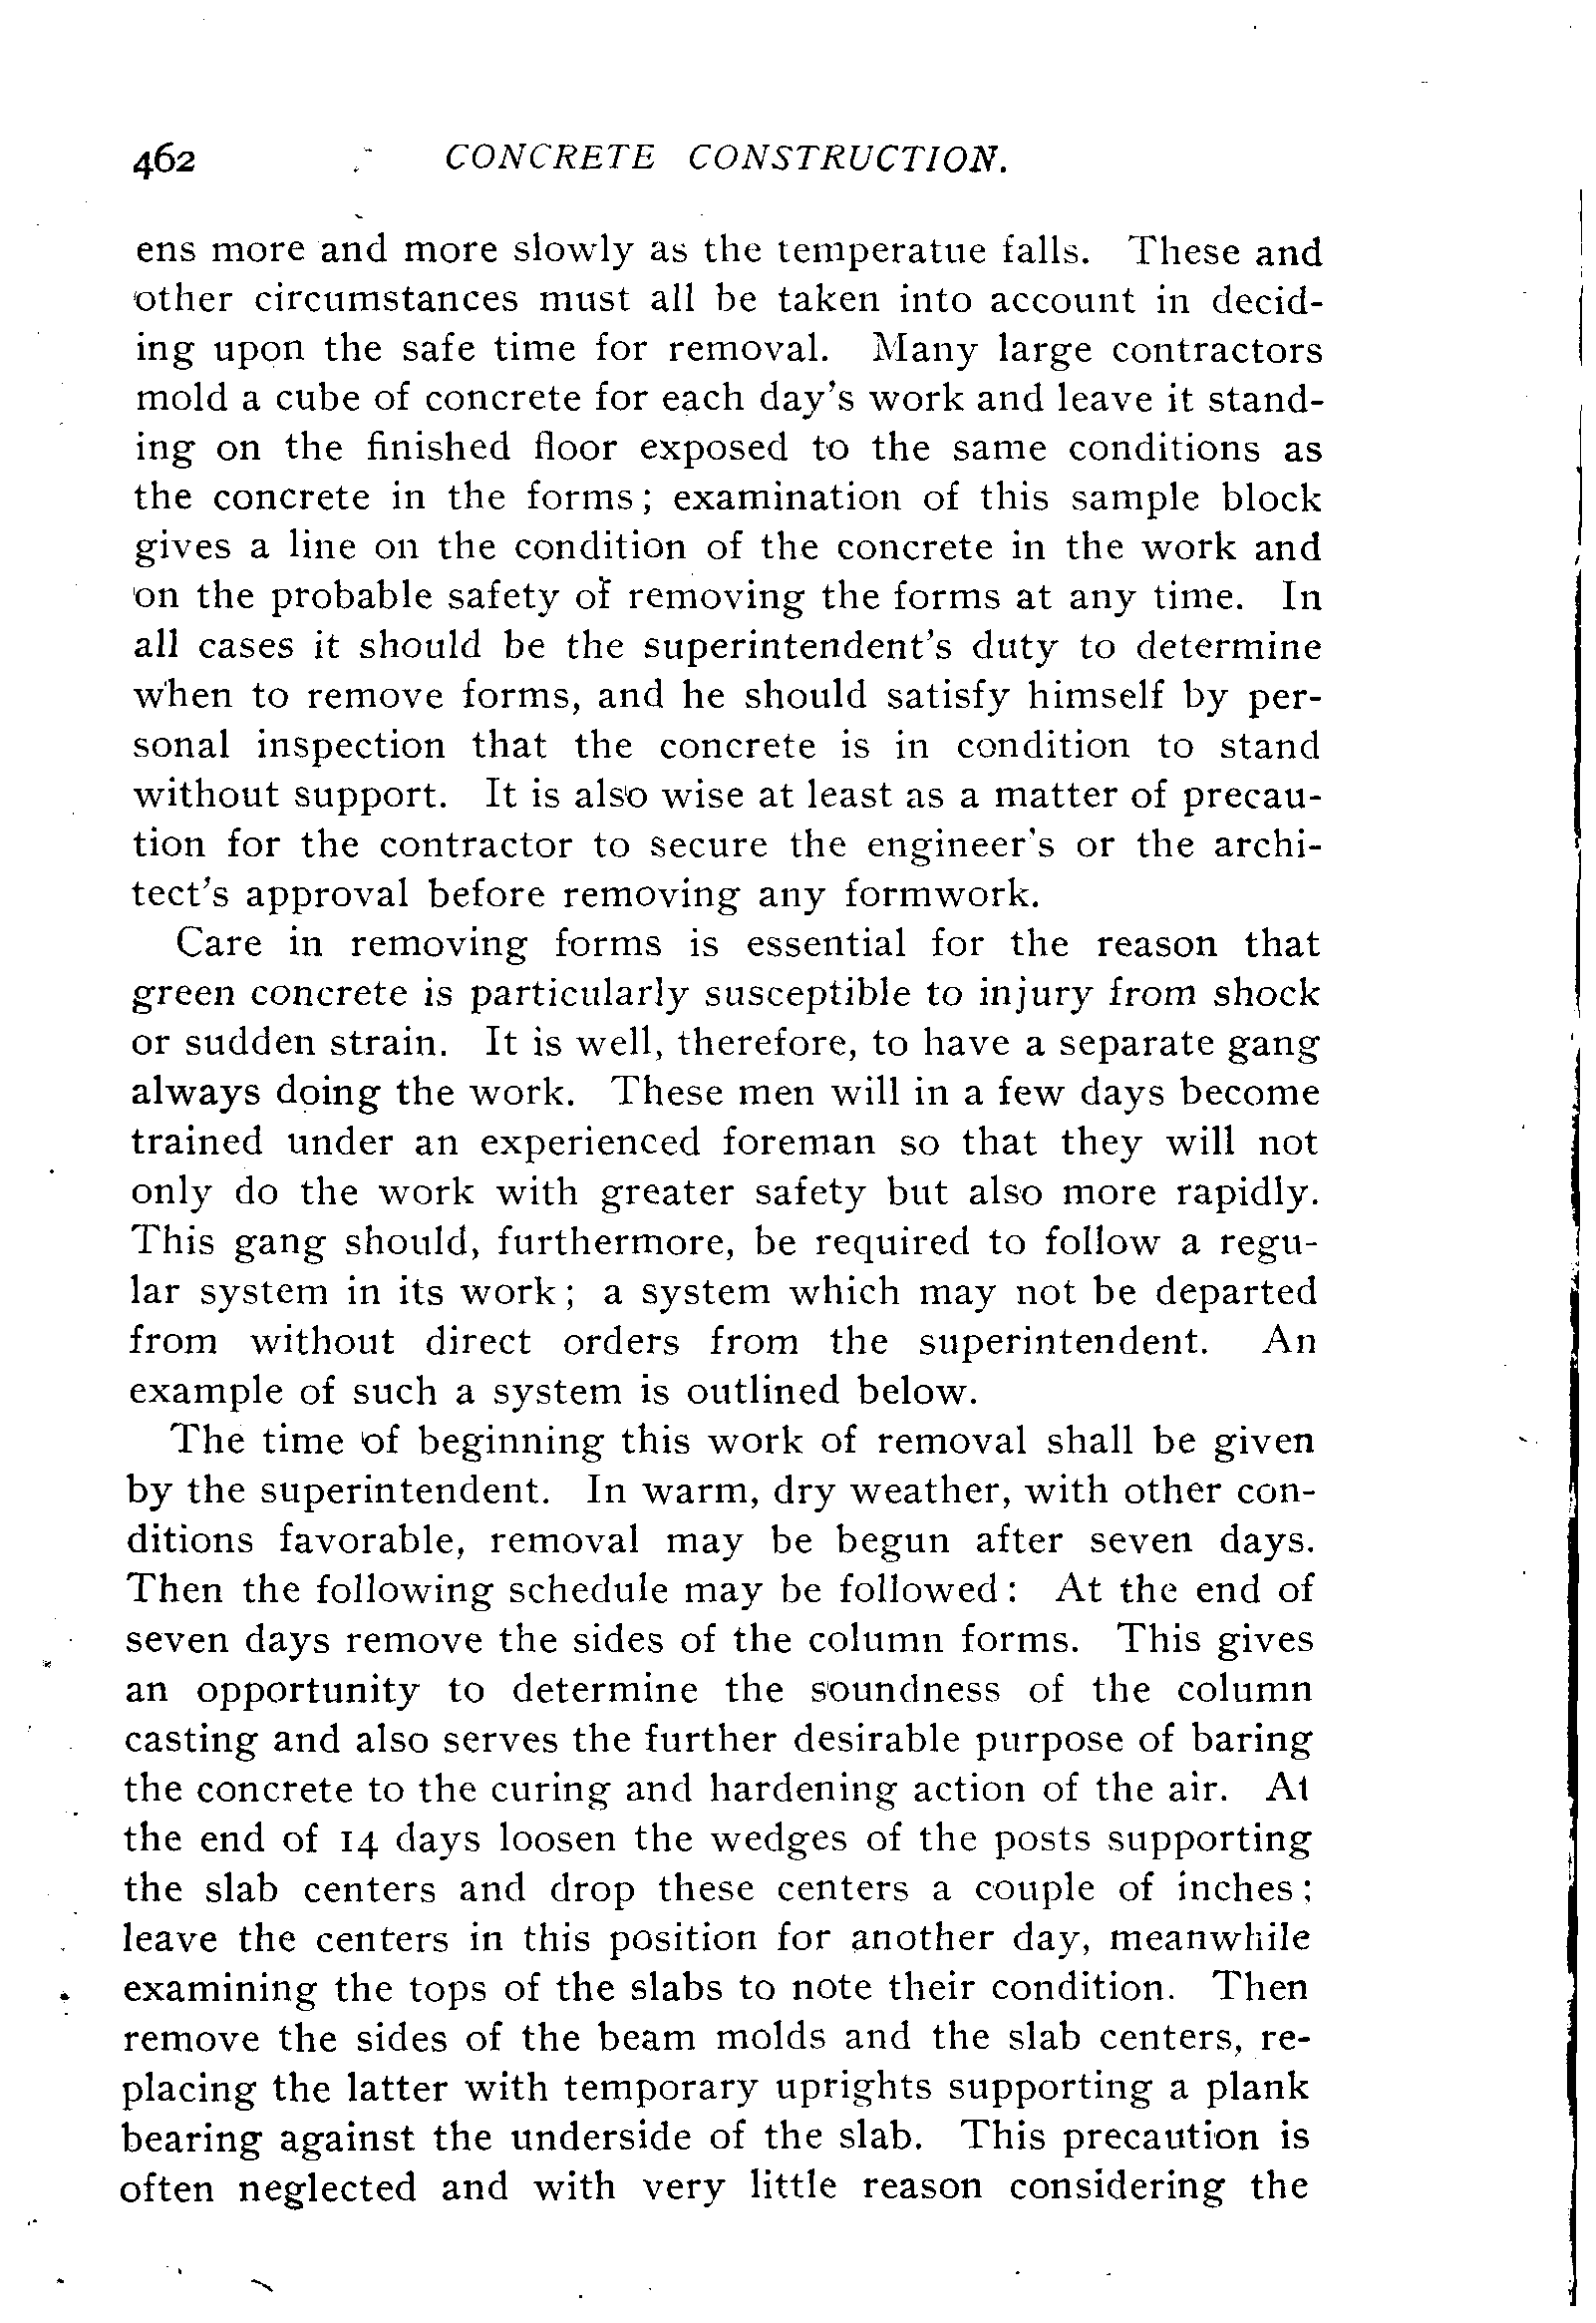 462 CONCRETE CONSTRUCTION.
ens more and more slowly as the temperatue falls. These and
other circumstances must all be taken into account in decid-
ing upon the safe time for removal. Many large contractors
mold a cube of concrete for each day's work and leave it stand-
ing on the finished floor exposed to the same conditions as
the concrete in the forms; examination of this sample block
gives a line on the condition of the concrete in the work and
on the probable safety of removing the forms at any time. In
all cases it should be the superintendent's duty to determine
when to remove forms, and he should satisfy himself by per-
sonal inspection that the concrete is in condition to stand
without support. It is also wise at least as a matter of precau-
tion for the contractor to secure the engineer's or the archi-
tect's approval before removing any formwork.
Care in removing forms is essential for the reason that
green concrete is particularly susceptible to injury from shock
or sudden strain. It is well, therefore, to have a separate gang
always doing the work. These men will in a few days become
trained under an experienced foreman so that they will not
only do the work with greater safety but also more rapidly.
This gang should, furthermore, be required to follow a regu-
lar system in its work; a system which may not be departed
from without direct orders from the superintendent. An
example of such a system is outlined below.
The time of beginning this work of removal shall be given
by the superintendent. In warm, dry weather, with other con-
ditions favorable, removal may be begun after seven days.
Then the following schedule may be followed: At the end of
seven days remove the sides of the column forms. This gives
an opportunity to determine the soundness of the column
casting and also serves the further desirable purpose of baring
the concrete to the curing and hardening action of the air. At
the end of 14 days loosen the wedges of the posts supporting
the slab centers and drop these centers a couple of inches;
leave the centers in this position for another day, meanwhile
examining the tops of the slabs to note their condition. Then
remove the sides of the beam molds and the slab centers, re-
placing the latter with temporary uprights supporting a plank
bearing against the underside of the slab. This precaution is
often neglected and with very little reason considering the